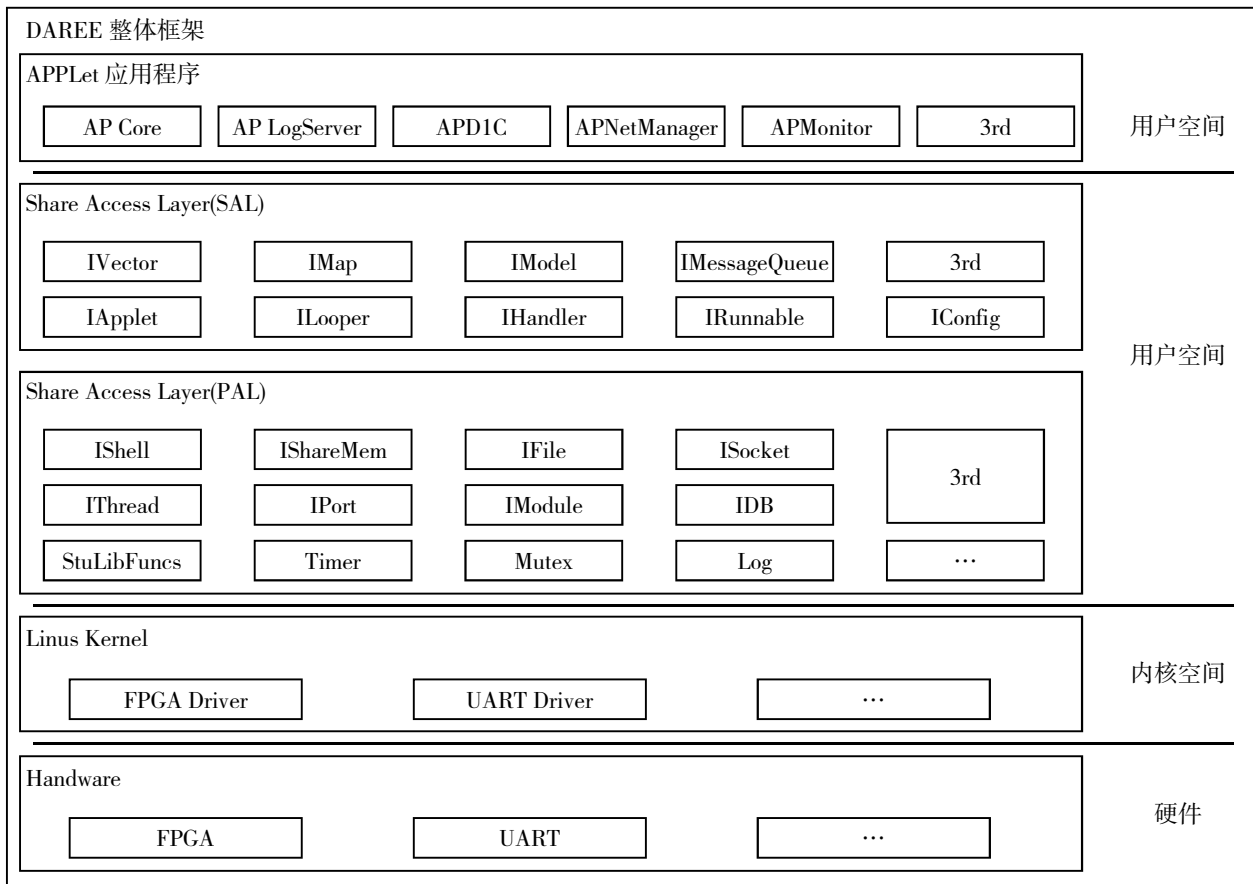 DAREE 整体框架
APPLet 应用程序
AP Core AP LogServer APD1C APNetManager APMonitor 3rd
用户空间
Share Access Layer(SAL)
IVector IMap IModel IMessageQueue 3rd
IApplet ILooper IHandler IRunnable IConfig
用户空间
Share Access Layer(PAL)
IShell IShareMem IFile ISocket
3rd
IThread IPort IModule IDB
StuLibFuncs Timer Mutex Log …
Linus Kernel
内核空间
FPGA Driver UART Driver …
Handware
硬件
FPGA UART …